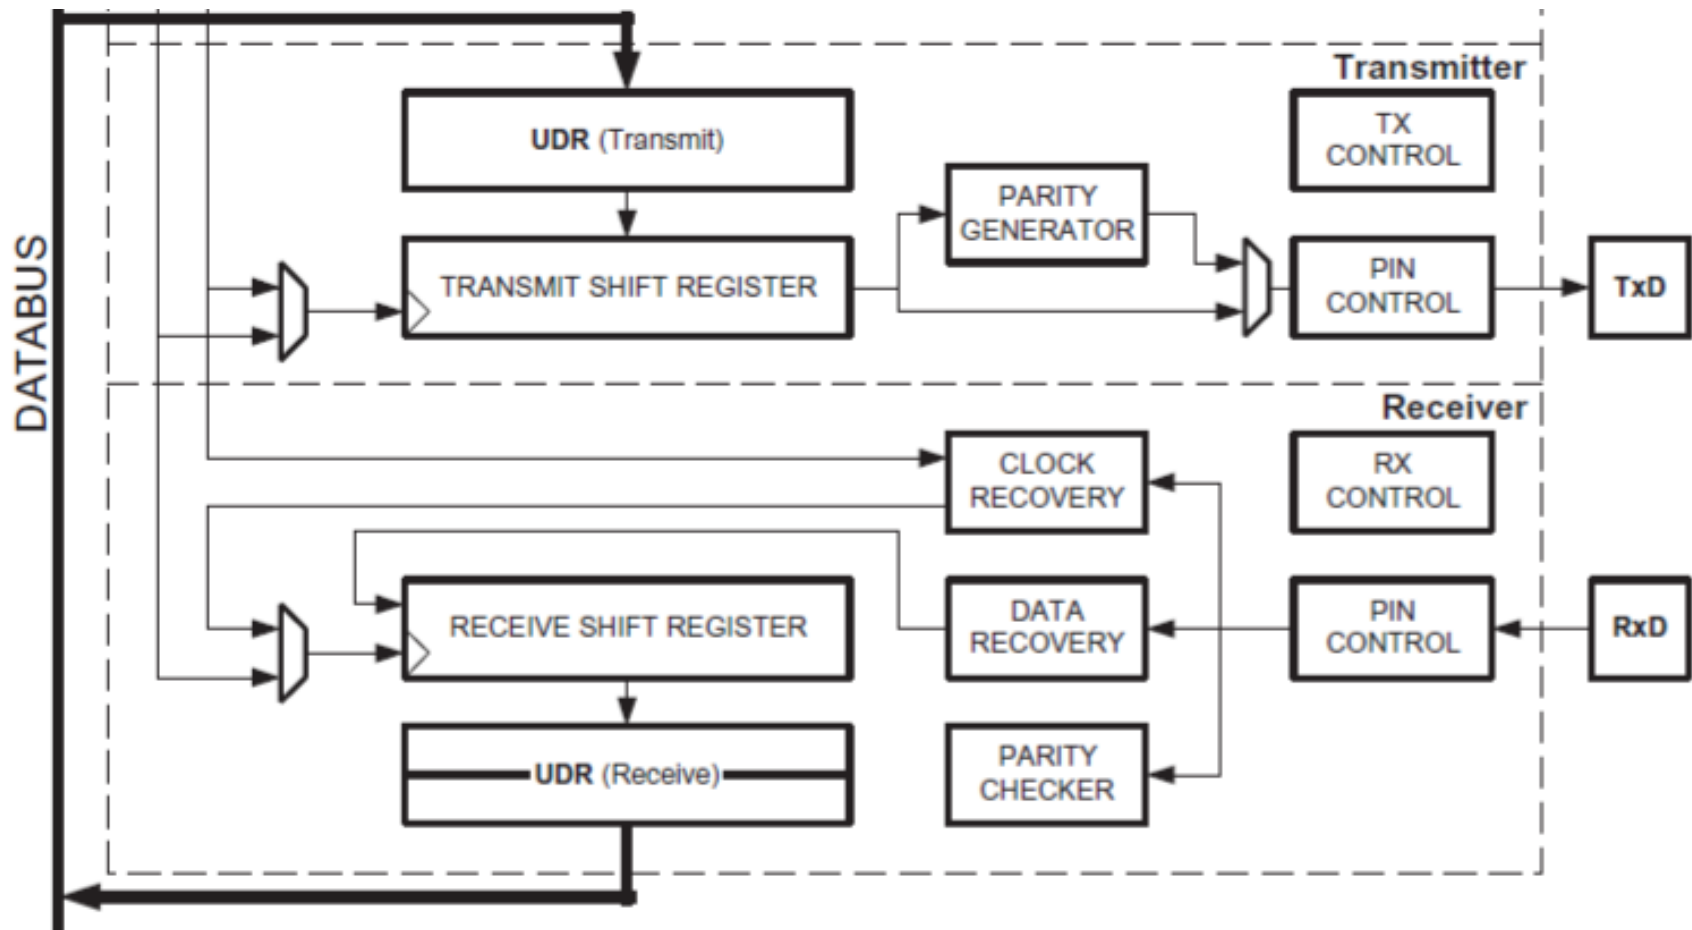 Transmitter
UDR (Transmit)
TX
CONTROL
PARITY
GENERATOR
DATABUS
TRANSMIT SHIFT REGISTER
PIN
CONTROL
TxD
Receiver
CLOCK
RECOVERY
RX
CONTROL
RECEIVE SHIFT REGISTER
DATA
RECOVERY
PIN
CONTROL
RxD
UDR (Receive)
PARITY
CHECKER